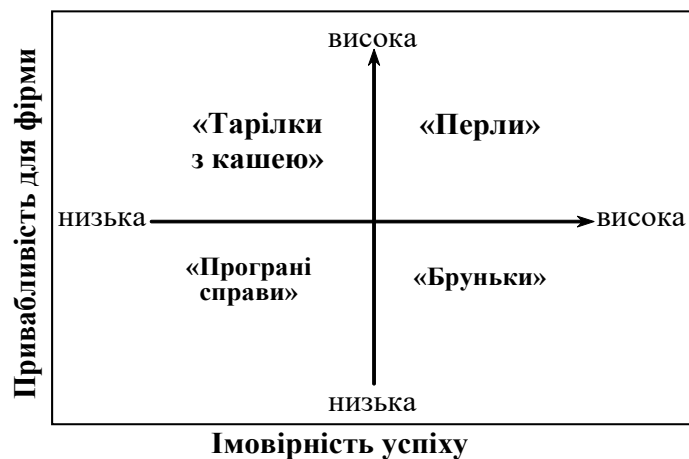 Привабливість для фірми
висока
«Тарілки
з кашею»
«Перли»
низька
висока
«Програні
справи»
«Бруньки»
низька
Імовірність успіху